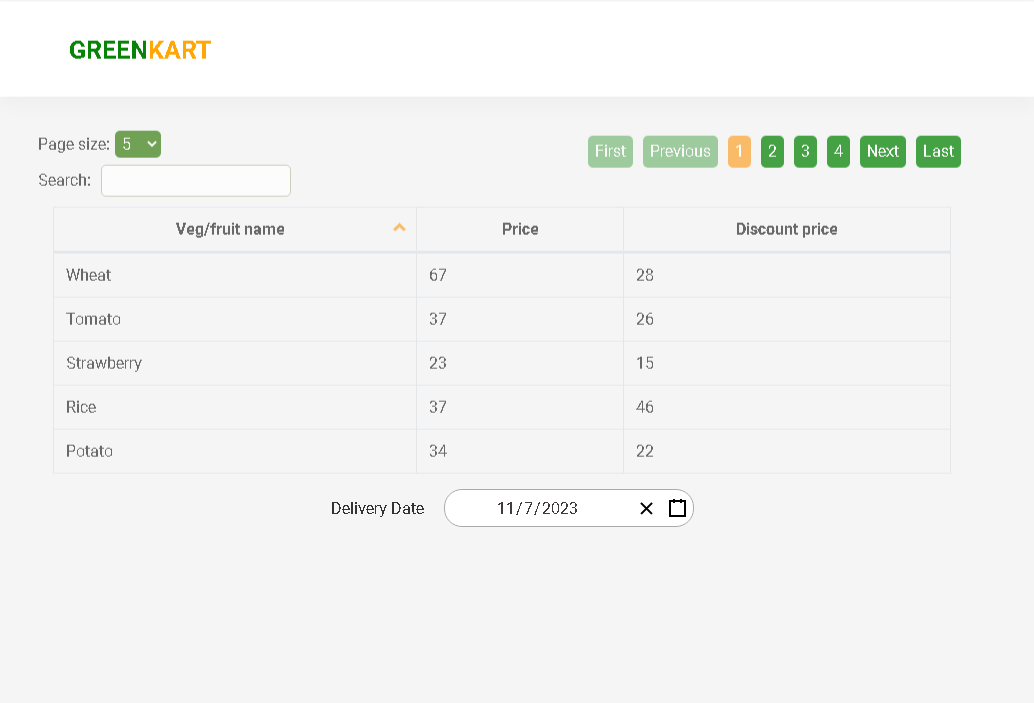 GREENKART
Page size: 5
First Previous 1 2 3 4 Next Last
Search:
Veg/fruit name Price Discount price
Wheat 67 28
Tomato 37 26
Strawberry 23 15
Rice 37 46
Potato 34 22
Delivery Date 11/7/2023